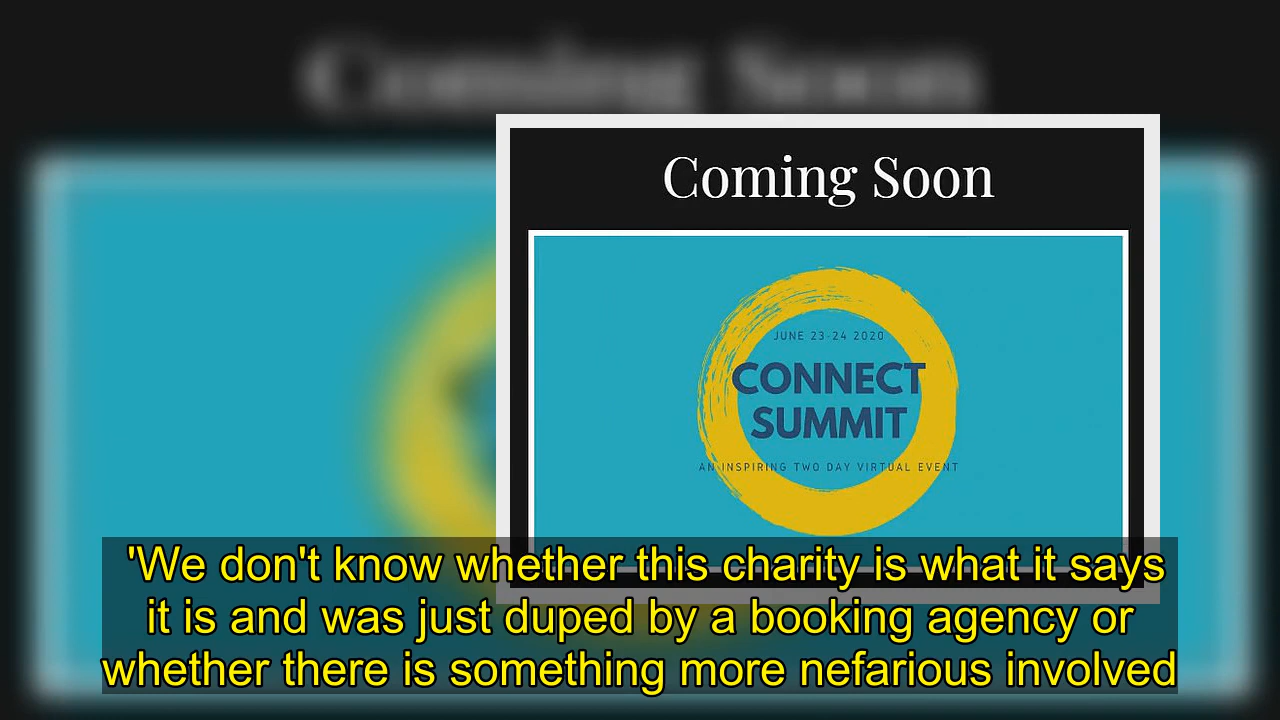 Coming Soon
Coming Soon
JUNE 23-24 2020
CONNECT
SUMMIT
AN INSPIRING TWO DAY VIRTUAL EVENT
'We don't know whether this charity is what it says
it is and was just duped by a booking agency or
whether there is something more nefarious involved